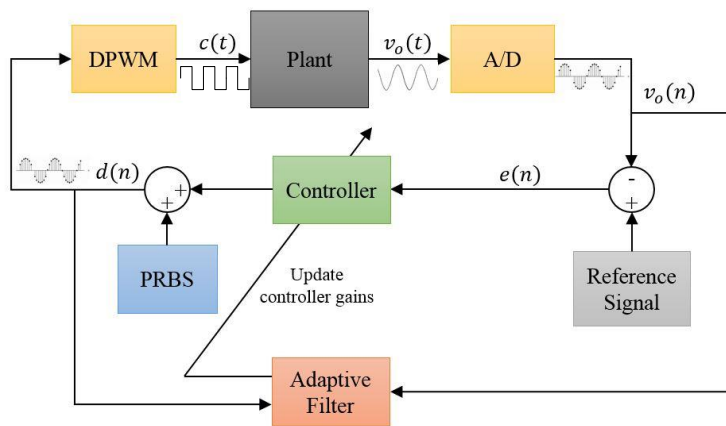 DPWM
c(t)
Plant
v_o(t)
A/D
v_o(n)
d(n)
+
+
Controller
e(n)
-
+
PRBS
Update
controller gains
Reference
Signal
Adaptive
Filter